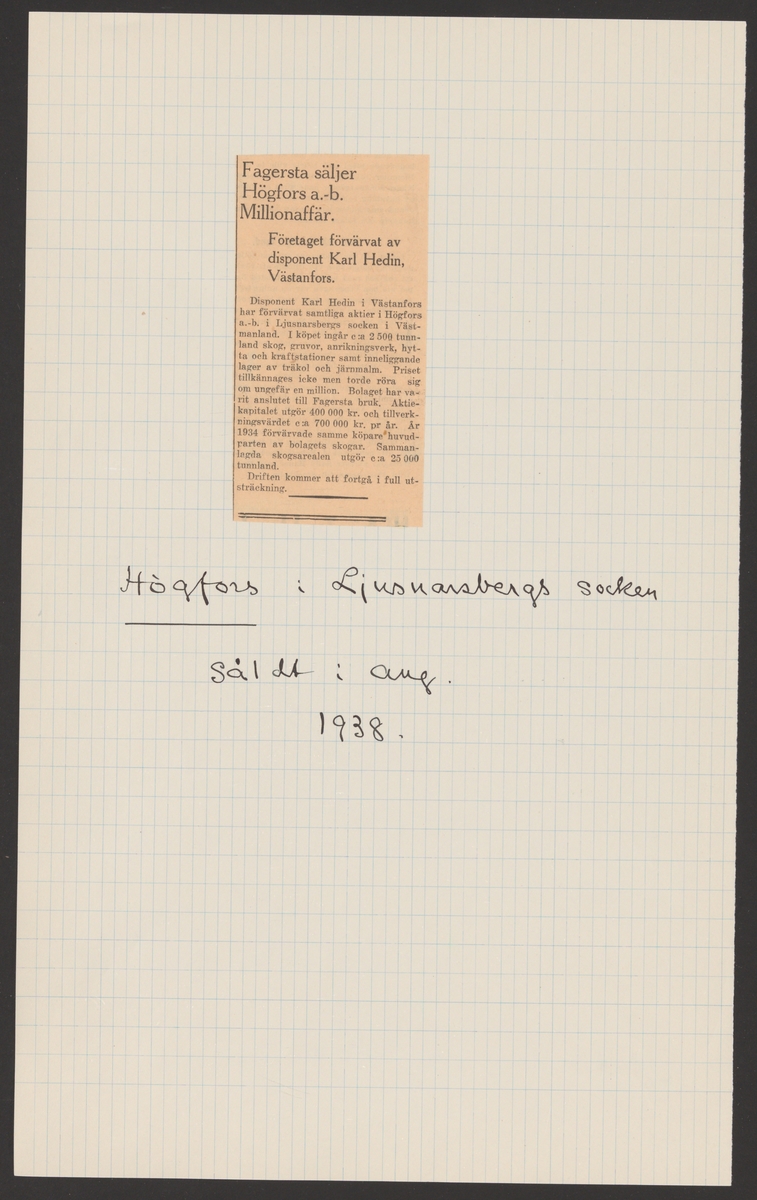 Fagersta säljer
Högfors a.-b.
Millionaffär.
Företaget förvärvat av
disponent Karl Hedin,
Västanfors.
Disponent Karl Hedin i Västanfors
har förvärvat samtliga aktier i Högfors
a.-b. i Ljusnarsbergs socken i Väst-
manland. I köpet ingår c:a 2 500 tunn-
land skog, gruvor, anrikningsverk, hyt-
ta och kraftstationer samt inneliggande
lager av träkol och järnmalm. Priset
tillkännages icke men torde röra sig
om ungefär en million. Bolaget har va-
rit anslutet till Fagersta bruk. Aktie-
kapitalet utgör 400 000 kr. och tillverk-
ningsvärdet c:a 700 000 kr. pr år. År
1934 förvärvade samme köpare huvud-
parten av bolagets skogar. Samman-
lagda skogsarealen utgör c:a 25 000
tunnland.
Driften kommer att fortgå i full ut-
sträckning.
Högfors i Ljusnarsbergs socken
såldt i aug.
1938.